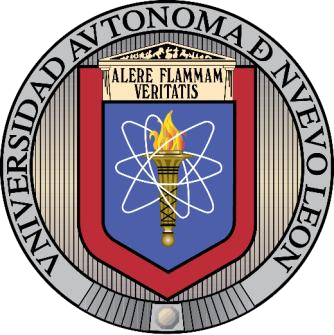 VNIVERSIDAD AVTONOMA Đ NVEVO LEON
ALERE FLAMMAM
VERITATIS